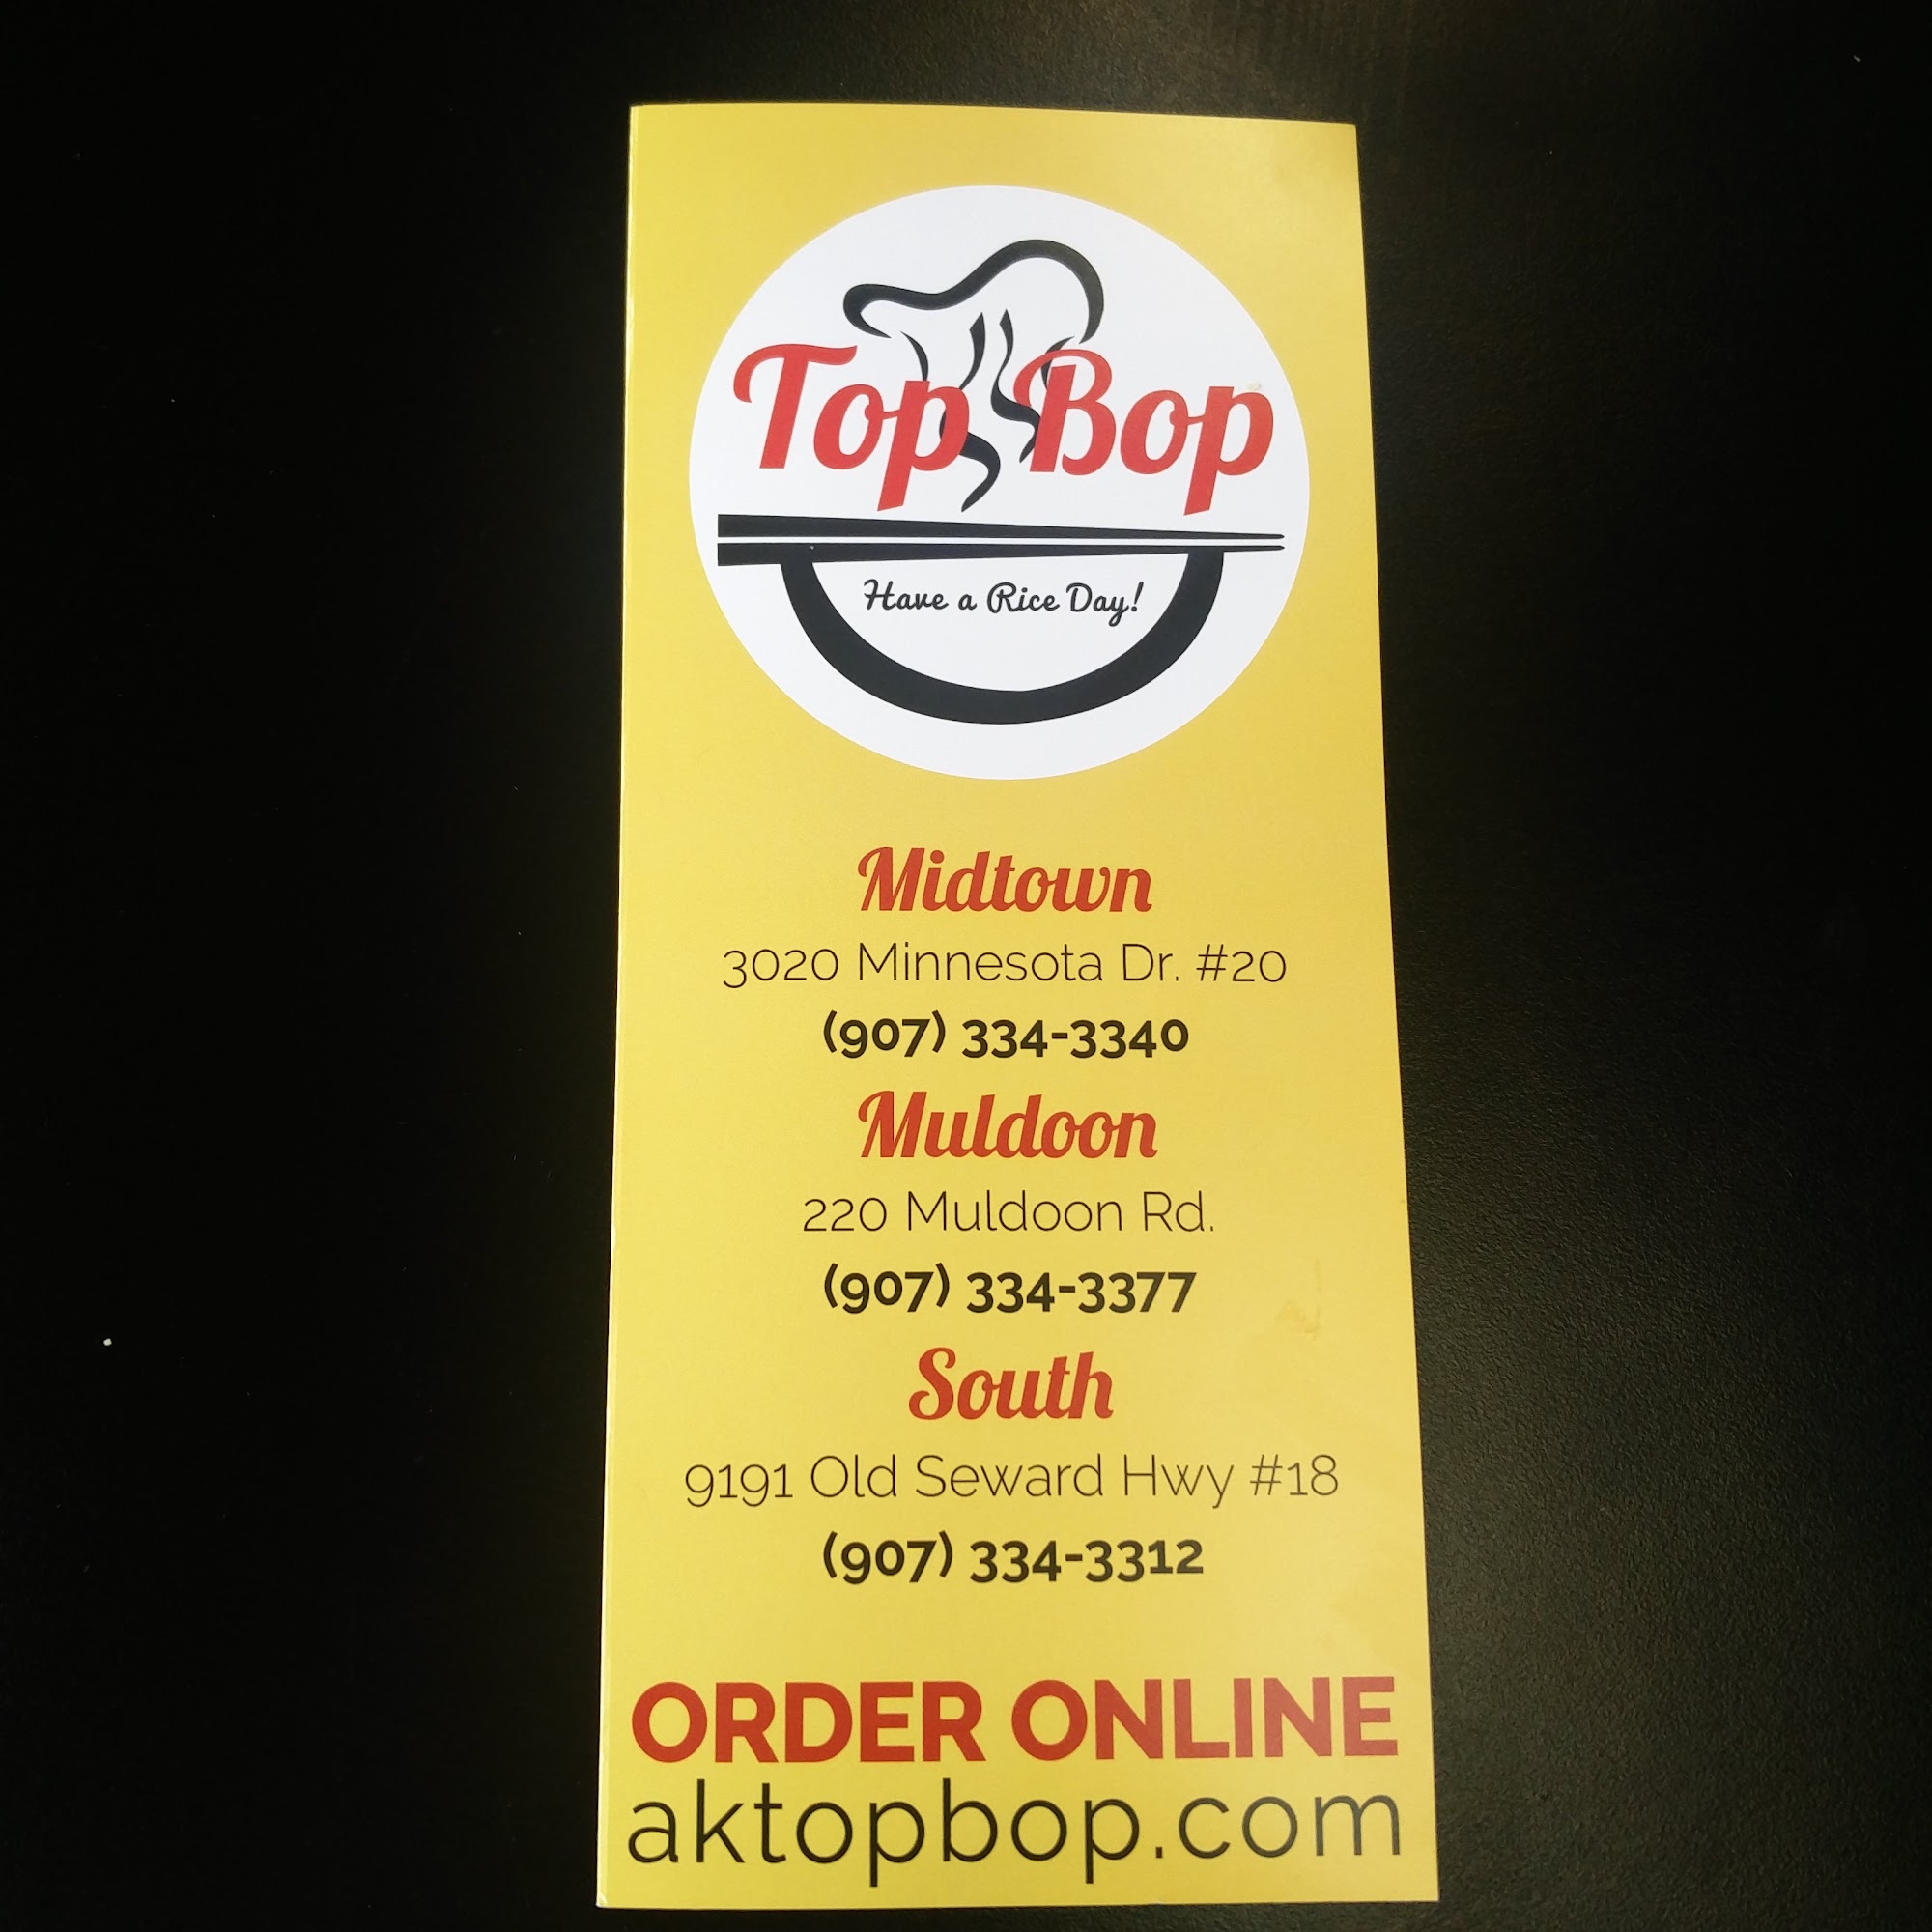 Top Bop
Have a Rice Day!
Midtown
3020 Minnesota Dr. #20
(907) 334-3340
Muldoon
220 Muldoon Rd.
(907) 334-3377
South
9191 Old Seward Hwy #18
(907) 334-3312
ORDER ONLINE
aktopbop.com